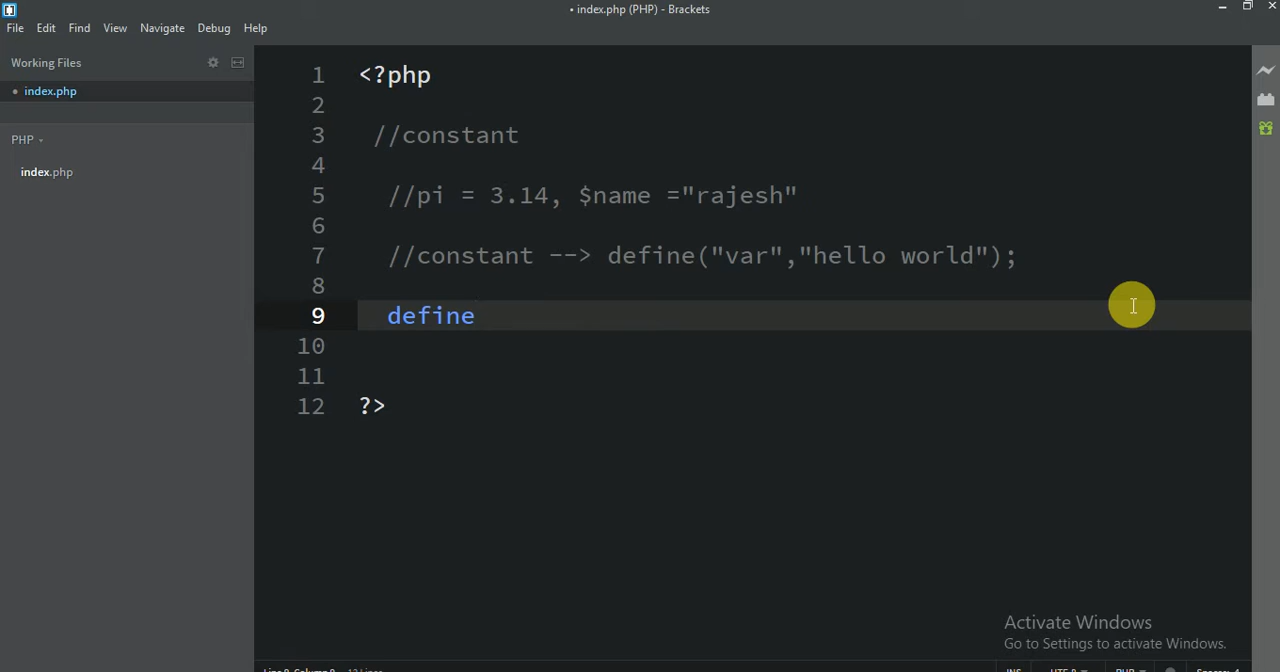 • index.php (PHP) - Brackets
File Edit Find View Navigate Debug Help
Working Files
• index.php
PHP
index.php
1 <?php
2
3 //constant
4
5 //pi = 3.14, $name ="rajesh"
6
7 //constant --> define("var","hello world");
8
9 define
10
11
12 ?>
Activate Windows
Go to Settings to activate Windows.